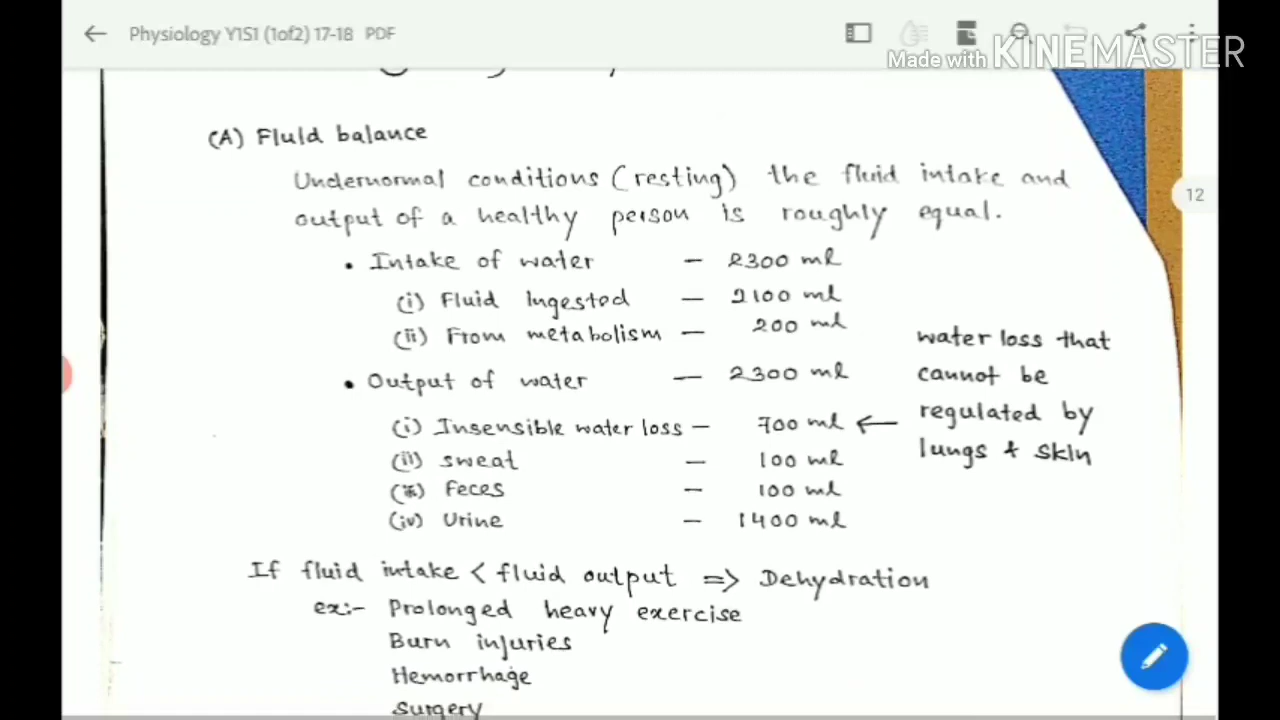 Physiology Y1S1 (1of2) 17-18 PDF
Made with KINEMASTER
(A) Fluid balance
Undernormal conditions (resting) the fluid intake and
output of a healthy person is roughly equal.
12
• Intake of water – 2300 ml
(i) Fluid Ingested – 2100 ml
(ii) From metabolism – 200 ml
• Output of water – 2300 ml
(i) Insensible water loss – 700 ml ←
water loss that
cannot be
regulated by
lungs & skin
(ii) sweat – 100 ml
(iii) Feces – 100 ml
(iv) Urine – 1400 ml
If fluid intake < fluid output => Dehydration
ex:- Prolonged heavy exercise
Burn injuries
Hemorrhage
Surgery